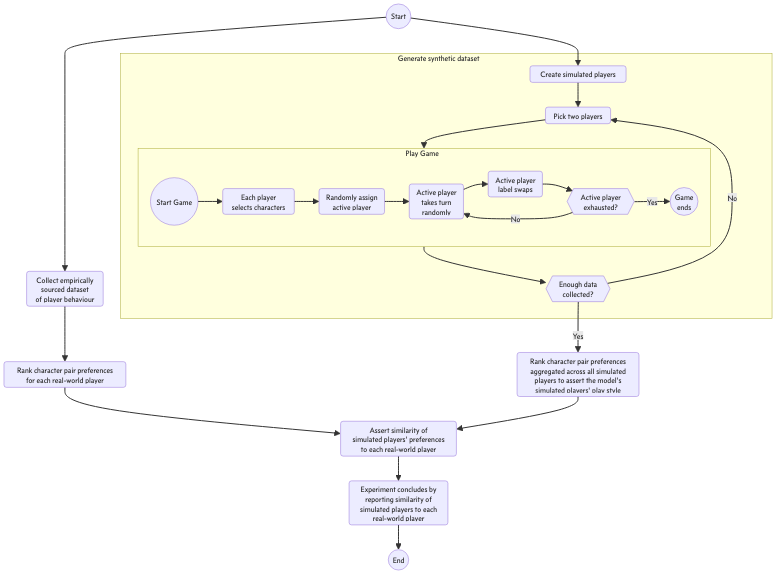 Start
Generate synthetic dataset
Create simulated players
Pick two players
Play Game
Start Game
Each player
selects characters
Randomly assign
active player
Active player
takes turn
randomly
Active player
label swaps
Active player
exhausted?
Yes
Game
ends
No
No
Enough data
collected?
Yes
Collect empirically
sourced dataset
of player behaviour
Rank character pair preferences
for each real-world player
Rank character pair preferences
aggregated across all simulated
players to assert the model's
simulated players' play style
Assert similarity of
simulated players' preferences
to each real-world player
Experiment concludes by
reporting similarity of
simulated players to each
real-world player
End